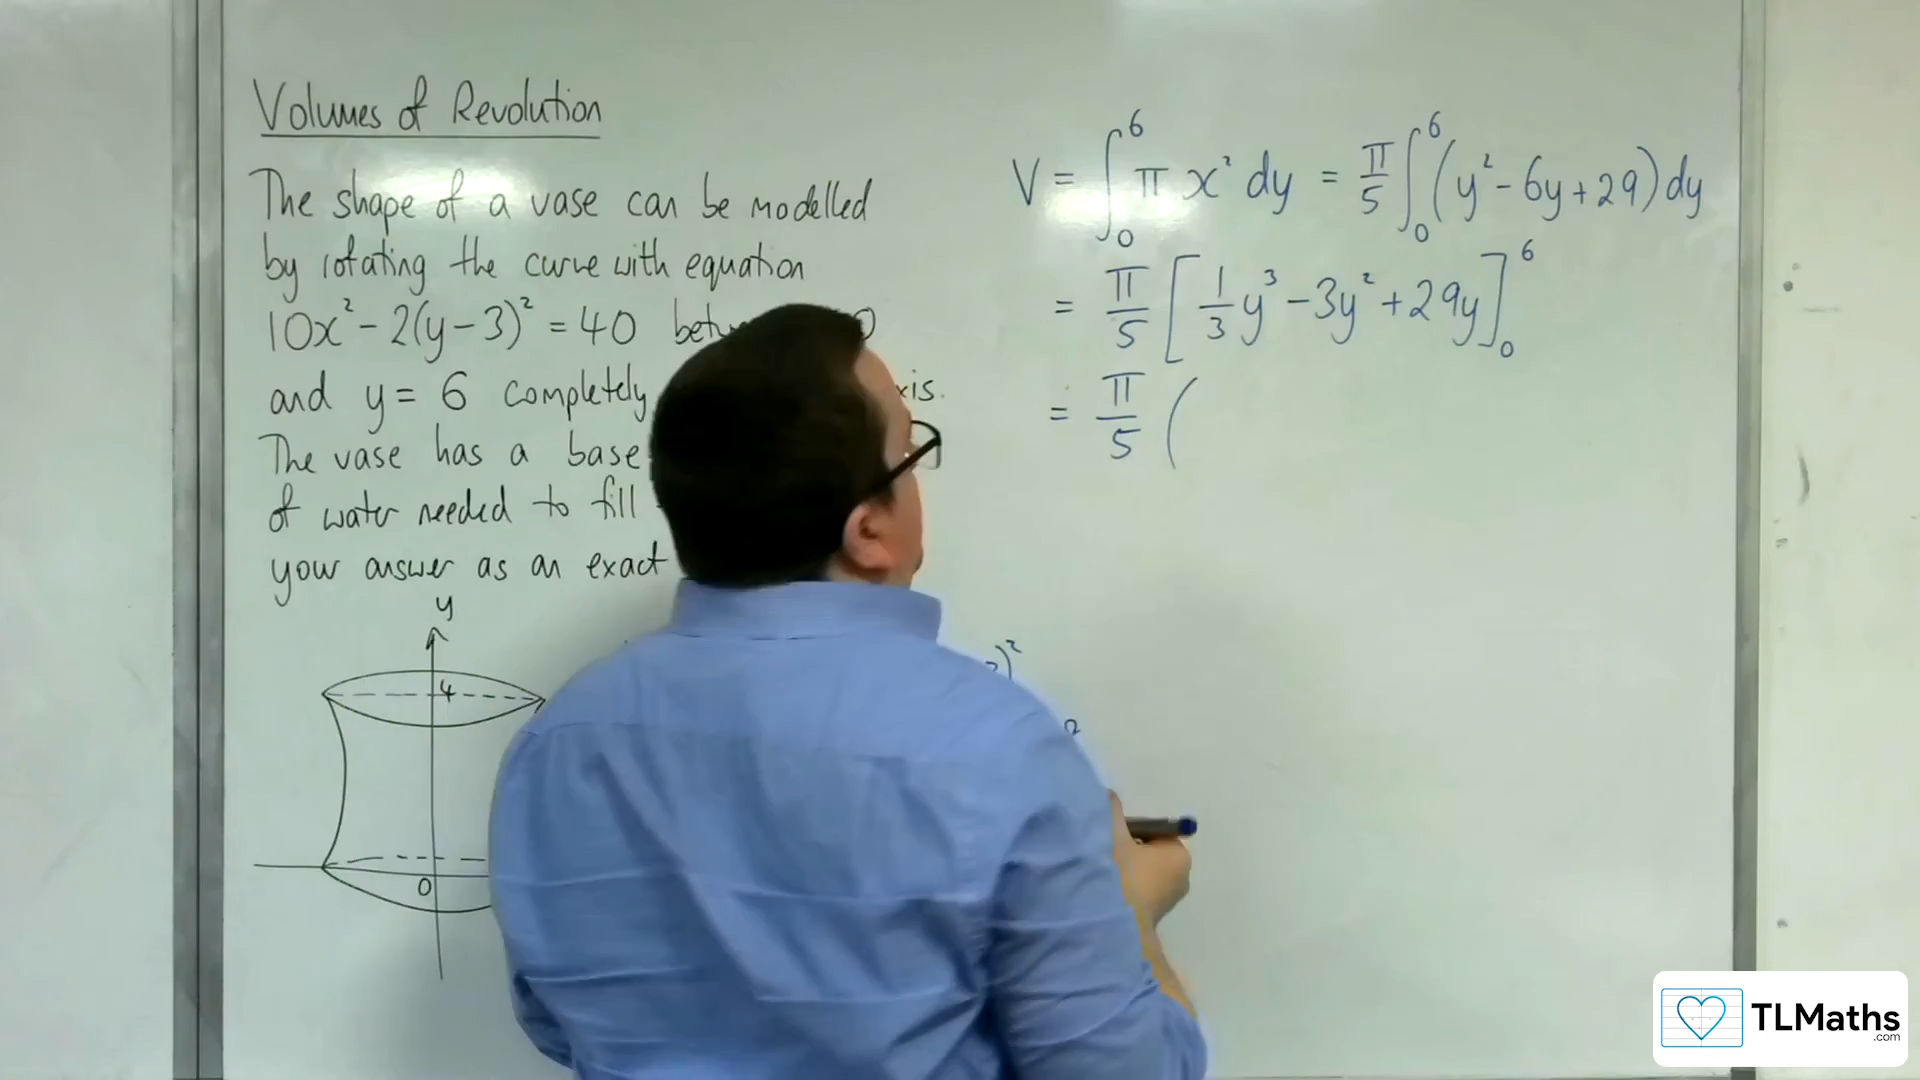 Volumes of Revolution
The shape of a vase can be modelled
by rotating the curve with equation
10x² - 2(y-3)² = 40
and y = 6 completely
The vase has a base
of water needed to fill
your answer as an exact
y
4
0
)²
2
V = ∫₀⁶ π x² dy = π/5 ∫₀⁶ (y² - 6y + 29) dy
= π/5 [1/3 y³ - 3y² + 29y]₀⁶
= π/5 (
TLMaths
.com